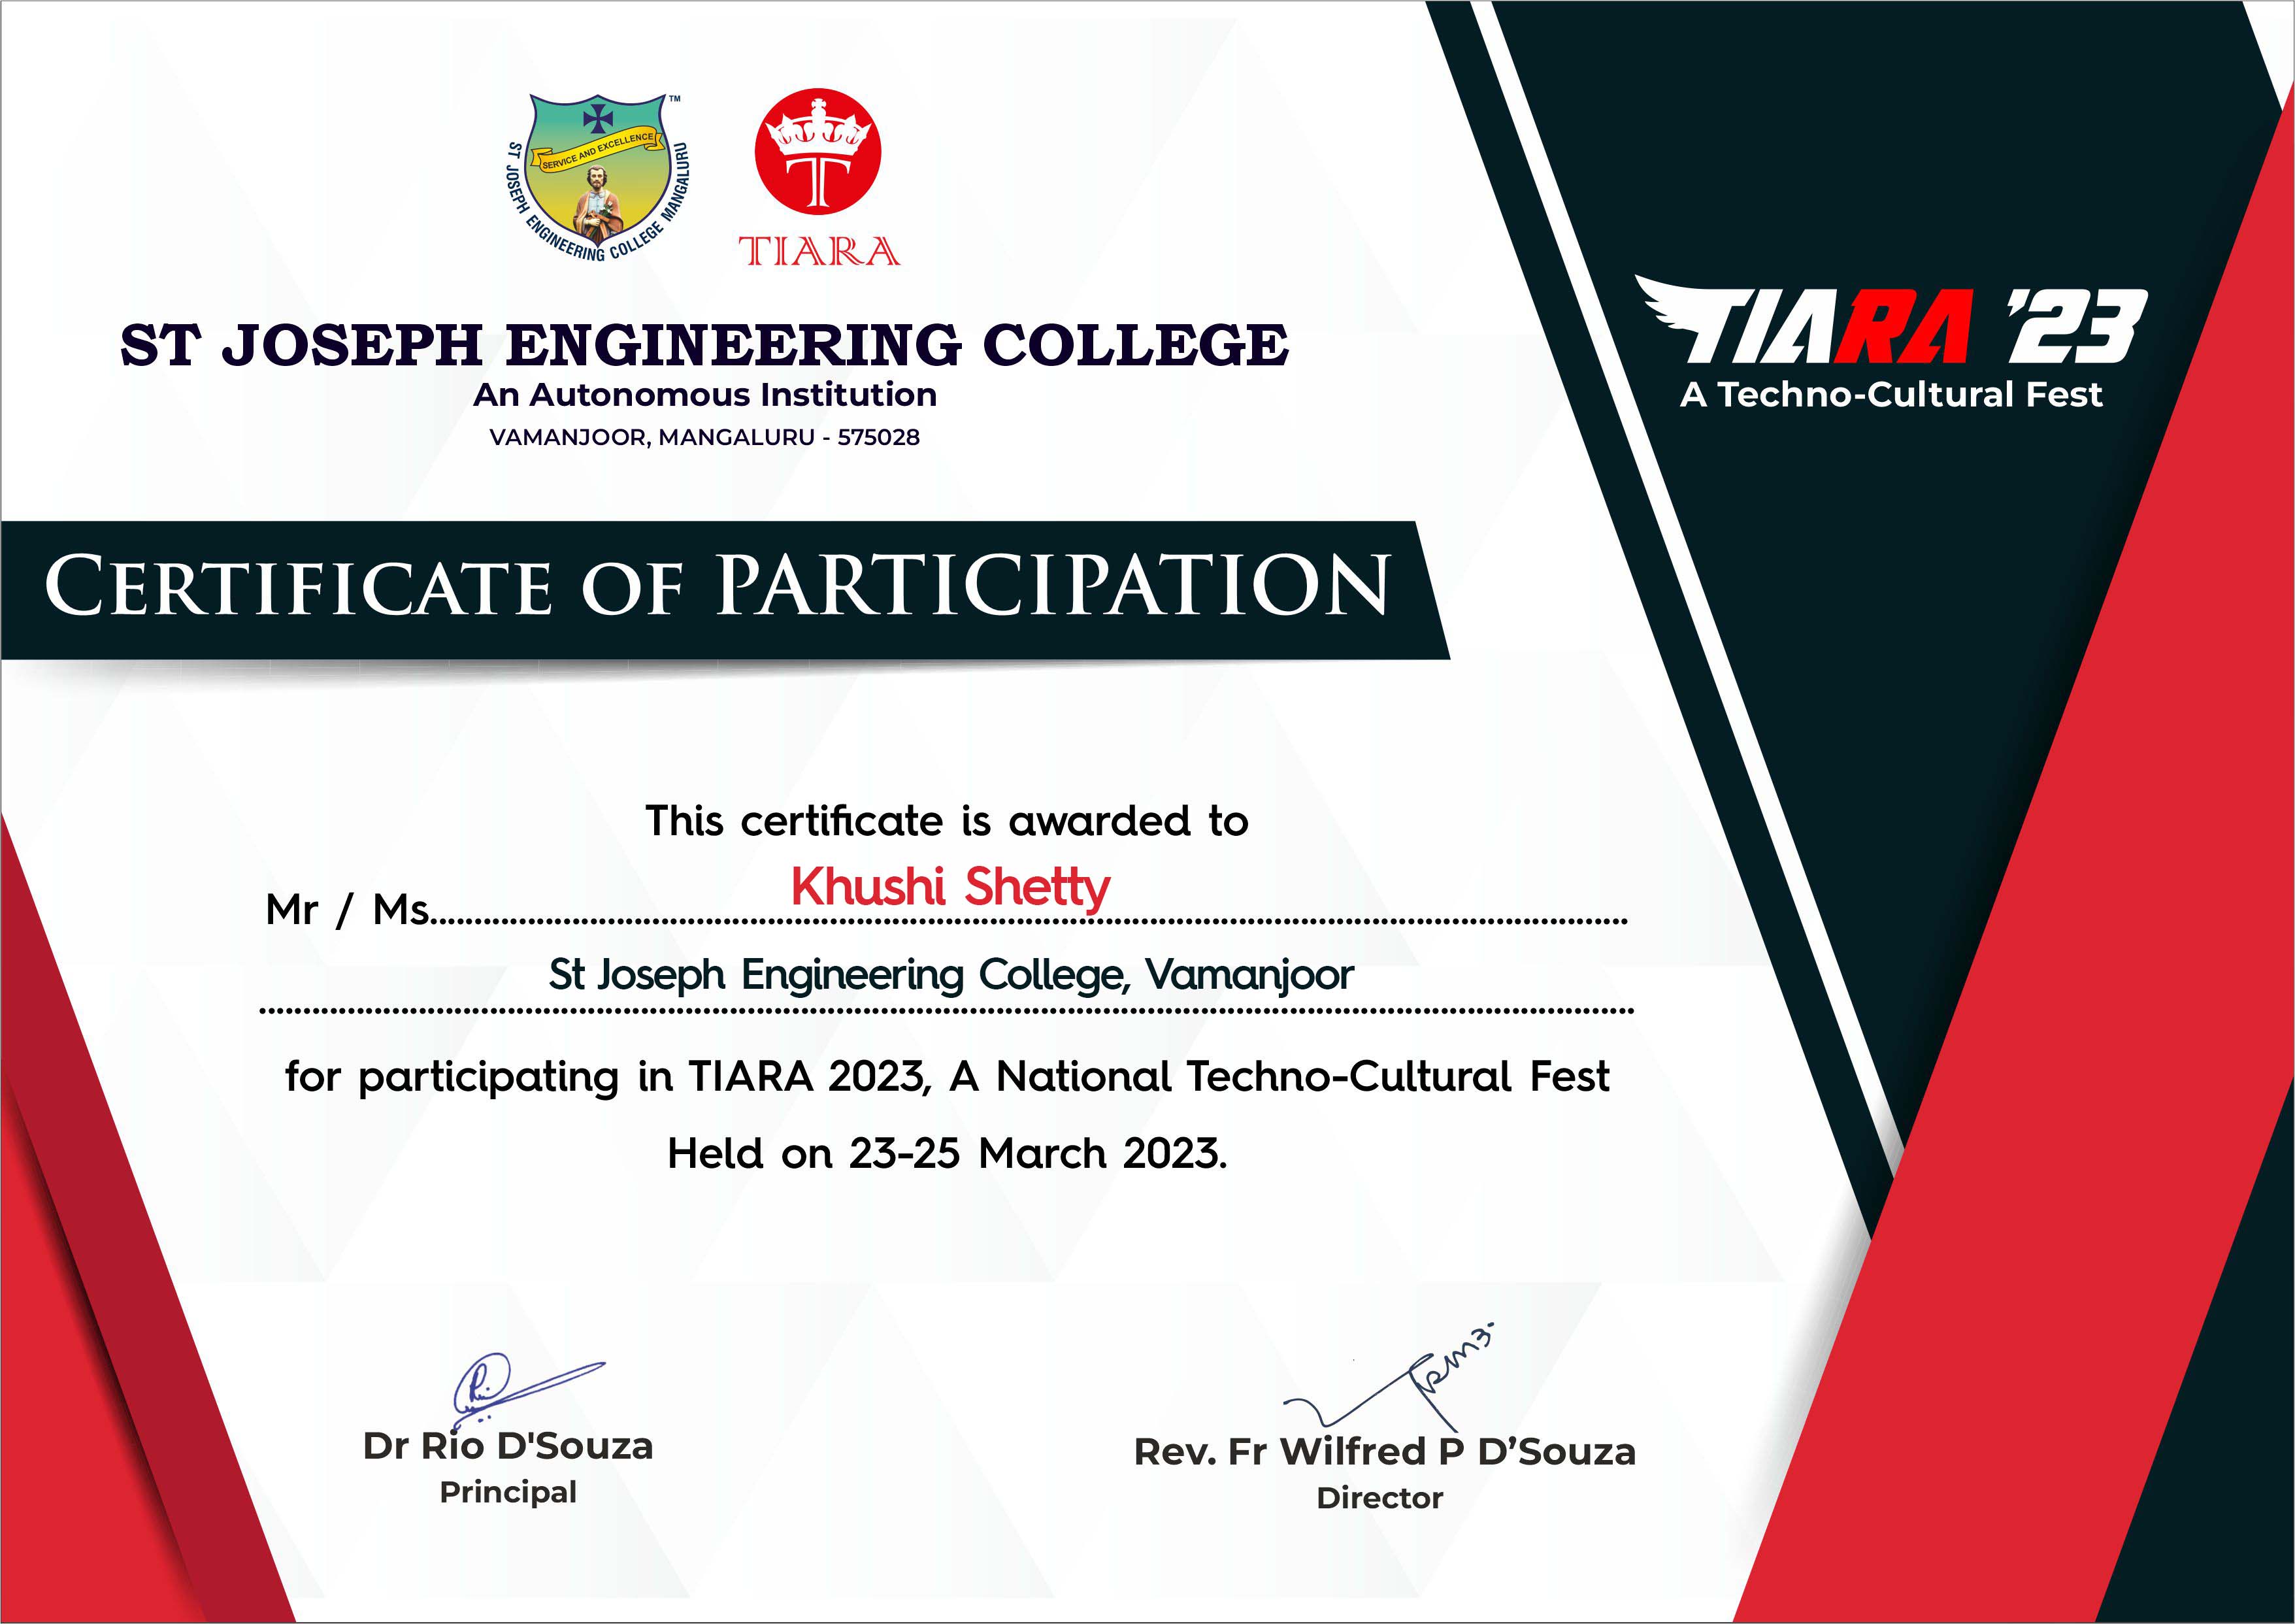 TM
SERVICE AND EXCELLENCE
ST JOSEPH ENGINEERING COLLEGE MANGALURU
T
TIARA
ST JOSEPH ENGINEERING COLLEGE
An Autonomous Institution
VAMANJOOR, MANGALURU - 575028
TIARA '23
A Techno-Cultural Fest
CERTIFICATE OF PARTICIPATION
This certificate is awarded to
Mr / Ms. Khushi Shetty
St Joseph Engineering College, Vamanjoor
for participating in TIARA 2023, A National Techno-Cultural Fest
Held on 23-25 March 2023.
Dr Rio D'Souza
Principal
Rev. Fr Wilfred P D’Souza
Director